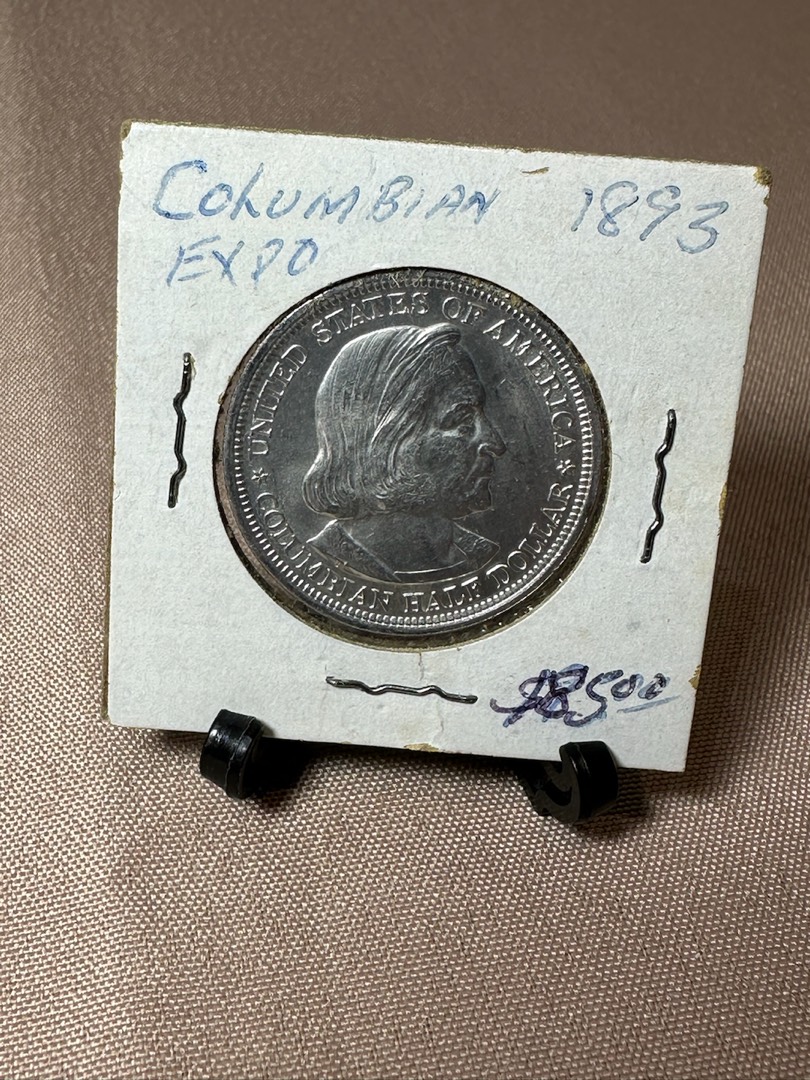 COLUMBIAN 1893
EXPO
★ UNITED STATES OF AMERICA ★
COLUMBIAN HALF DOLLAR